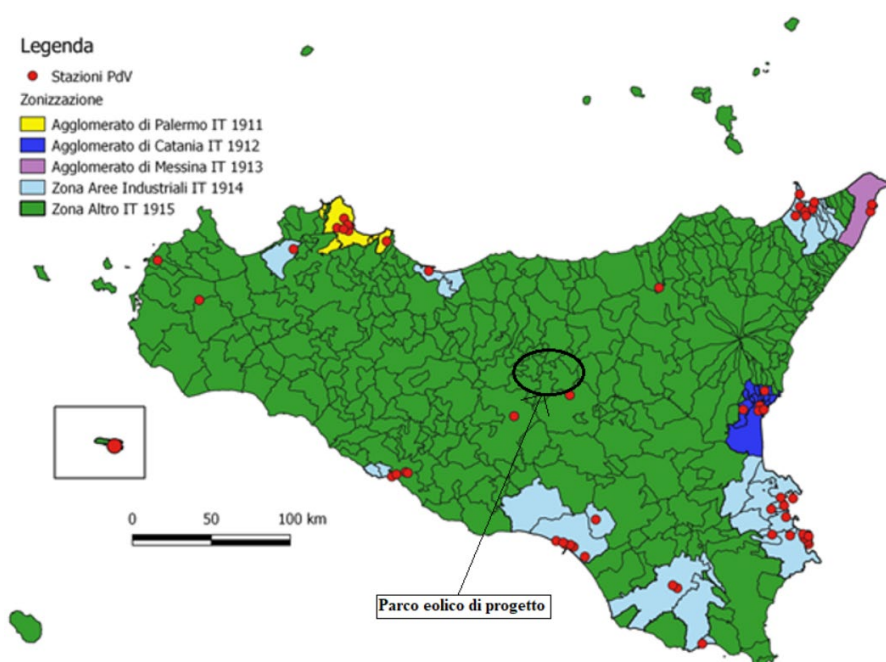 Legenda
Stazioni PdV
Zonizzazione
Agglomerato di Palermo IT 1911
Agglomerato di Catania IT 1912
Agglomerato di Messina IT 1913
Zona Aree Industriali IT 1914
Zona Altro IT 1915
0 50 100 km
Parco eolico di progetto